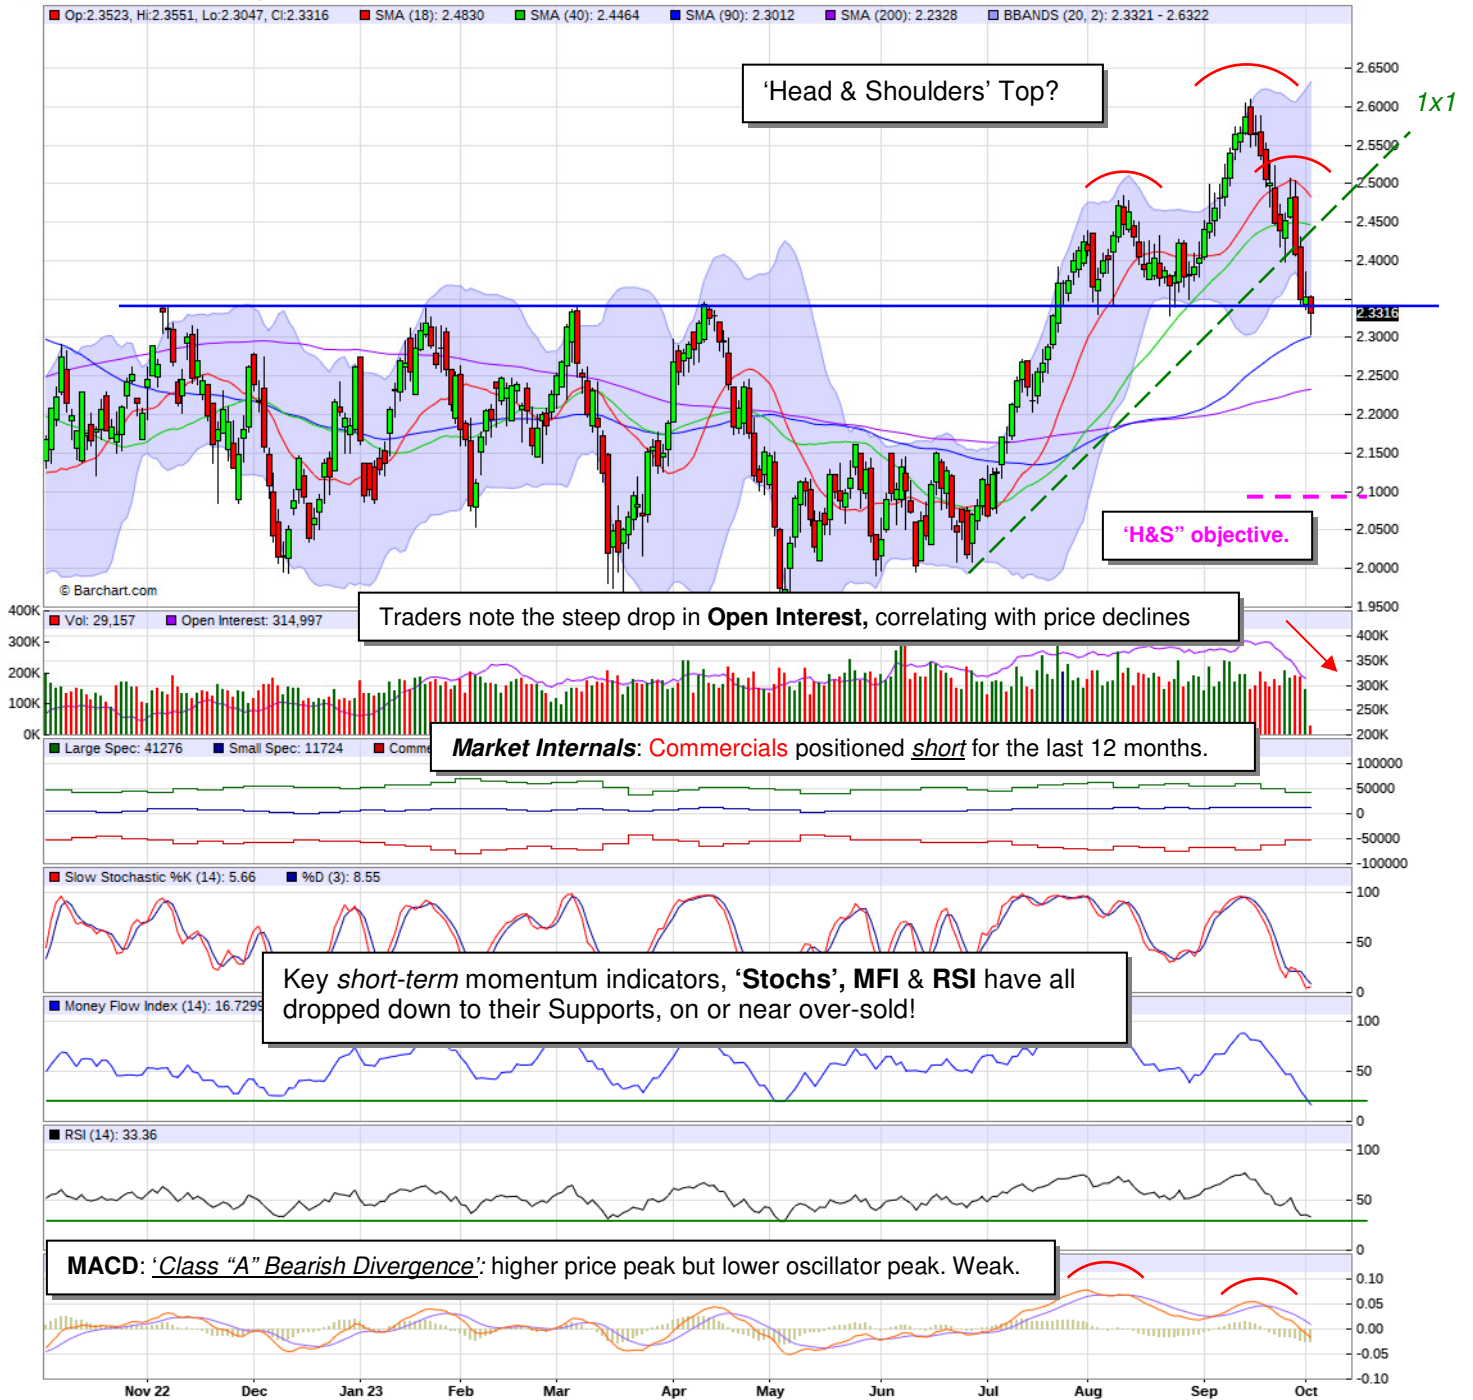 Op:2.3523, Hi:2.3551, Lo:2.3047, Cl:2.3316 SMA (18): 2.4830 SMA (40): 2.4464 SMA (90): 2.3012 SMA (200): 2.2328 BBANDS (20, 2): 2.3321 - 2.6322
‘Head & Shoulders’ Top?
1x1
2.6500
2.6000
2.5500
2.5000
2.4500
2.4000
2.3316
2.3000
2.2500
2.2000
2.1500
2.1000
2.0500
2.0000
1.9500
‘H&S” objective.
© Barchart.com
Traders note the steep drop in Open Interest, correlating with price declines
Vol: 29,157 Open Interest: 314,997
400K
300K
200K
100K
0K
400K
350K
300K
250K
200K
Market Internals: Commercials positioned short for the last 12 months.
Large Spec: 41276 Small Spec: 11724 Comme
100000
50000
0
-50000
-100000
Slow Stochastic %K (14): 5.66 %D (3): 8.55
100
50
0
Key short-term momentum indicators, ‘Stochs’, MFI & RSI have all
dropped down to their Supports, on or near over-sold!
Money Flow Index (14): 16.7299
100
50
0
RSI (14): 33.36
100
50
0
MACD: ‘Class “A” Bearish Divergence’: higher price peak but lower oscillator peak. Weak.
0.10
0.05
0.00
-0.05
-0.10
Nov 22 Dec Jan 23 Feb Mar Apr May Jun Jul Aug Sep Oct